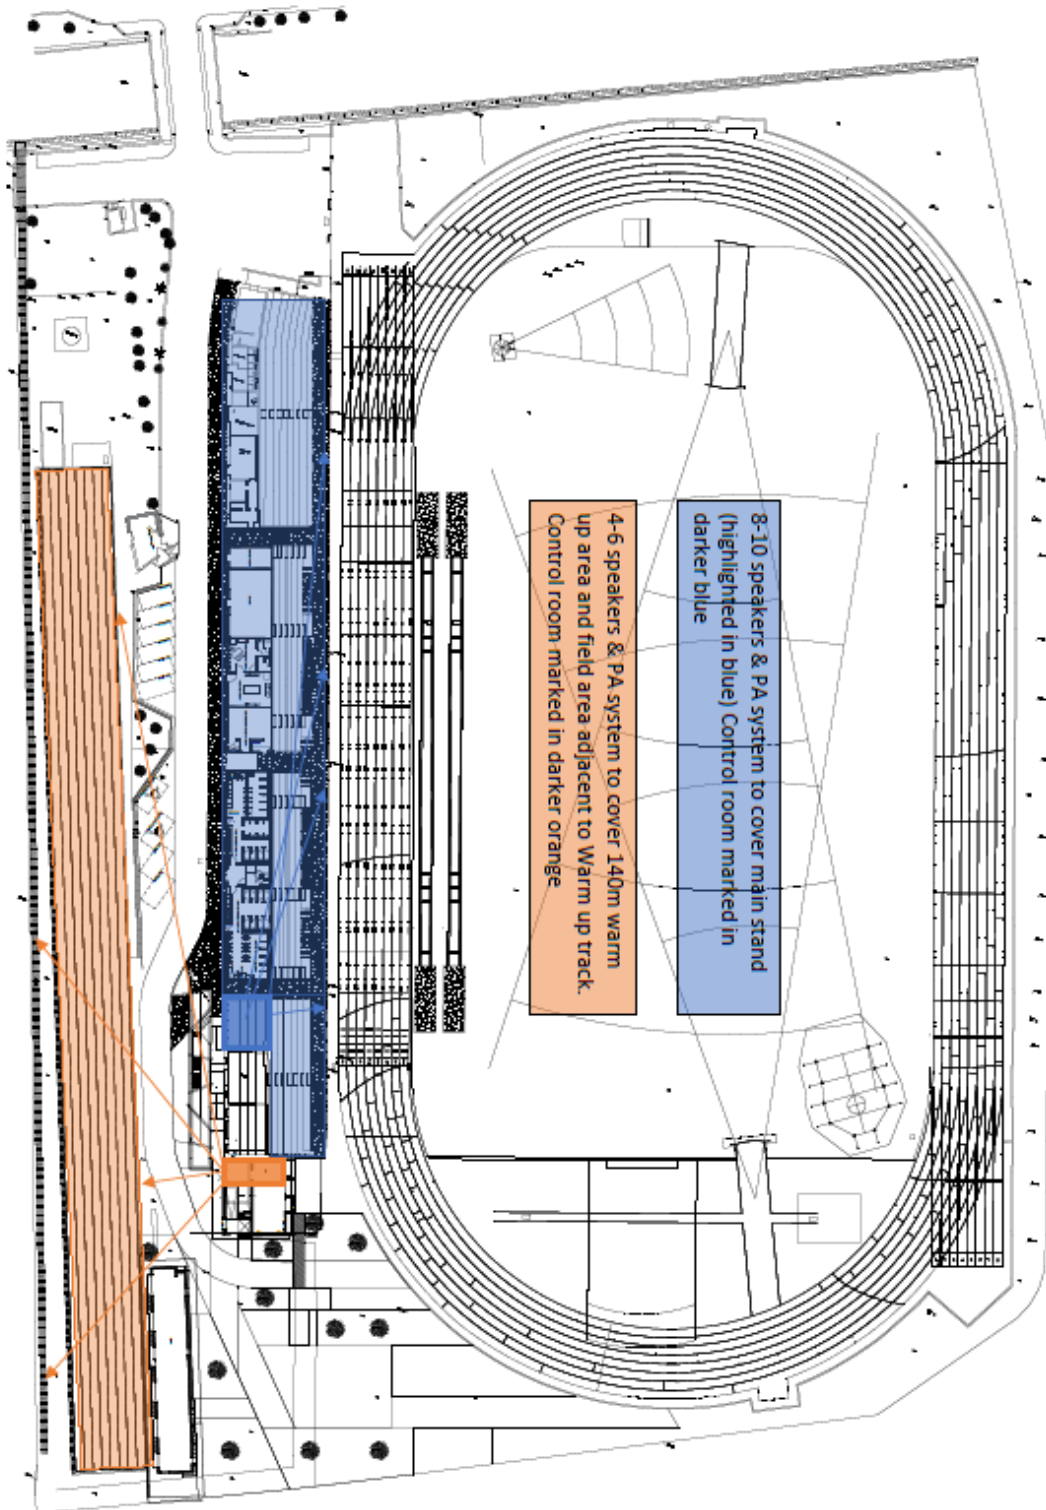 8-10 speakers & PA system to cover main stand
(highlighted in blue) Control room marked in
darker blue
4-6 speakers & PA system to cover 140m warm
up area and field area adjacent to Warm up track.
Control room marked in darker orange